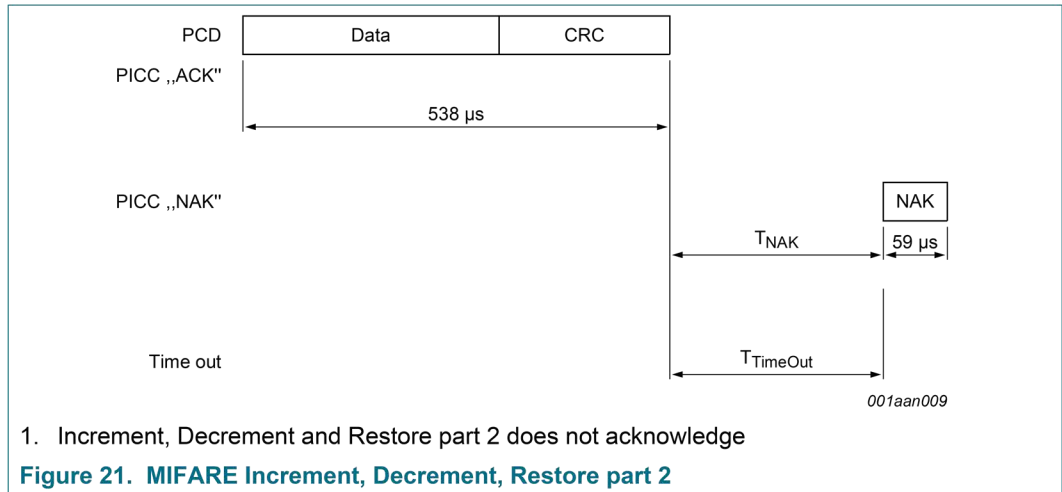 PCD Data CRC
PICC ,,ACK"
538 µs
PICC ,,NAK" NAK
TNAK 59 µs
Time out TTimeOut
001aan009
1. Increment, Decrement and Restore part 2 does not acknowledge
Figure 21. MIFARE Increment, Decrement, Restore part 2